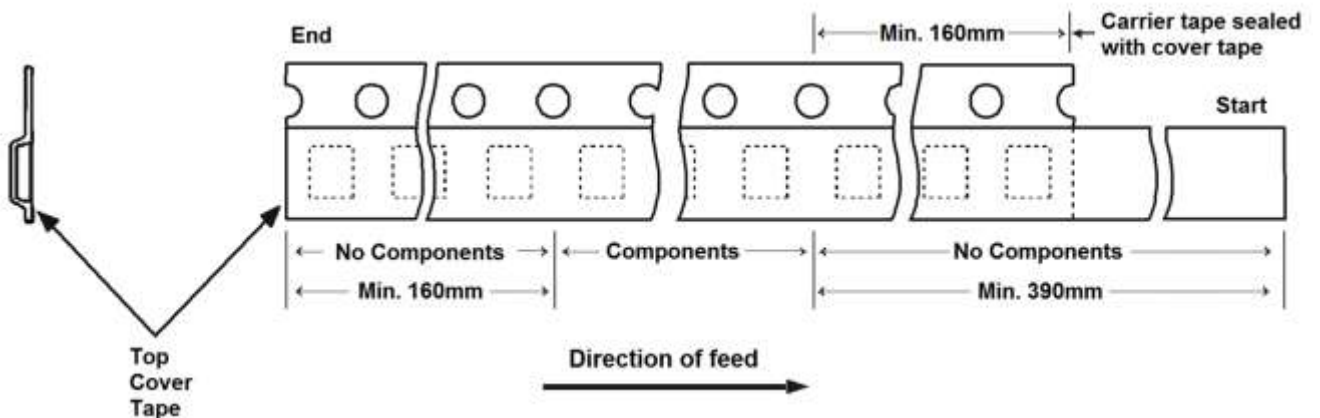 End
Min. 160mm
Carrier tape sealed
with cover tape
Start
No Components
Components
No Components
Min. 160mm
Min. 390mm
Top
Cover
Tape
Direction of feed